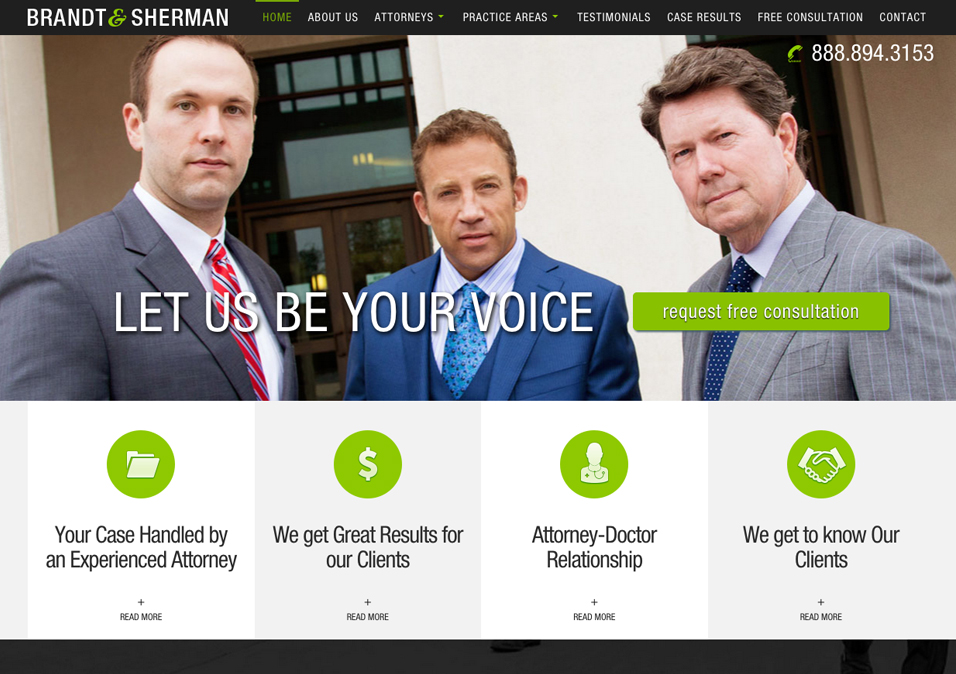 BRANDT & SHERMAN
HOME ABOUT US ATTORNEYS PRACTICE AREAS TESTIMONIALS CASE RESULTS FREE CONSULTATION CONTACT
888.894.3153
LET US BE YOUR VOICE
request free consultation
Your Case Handled by
an Experienced Attorney
+
READ MORE
We get Great Results for
our Clients
+
READ MORE
Attorney-Doctor
Relationship
+
READ MORE
We get to know Our
Clients
+
READ MORE